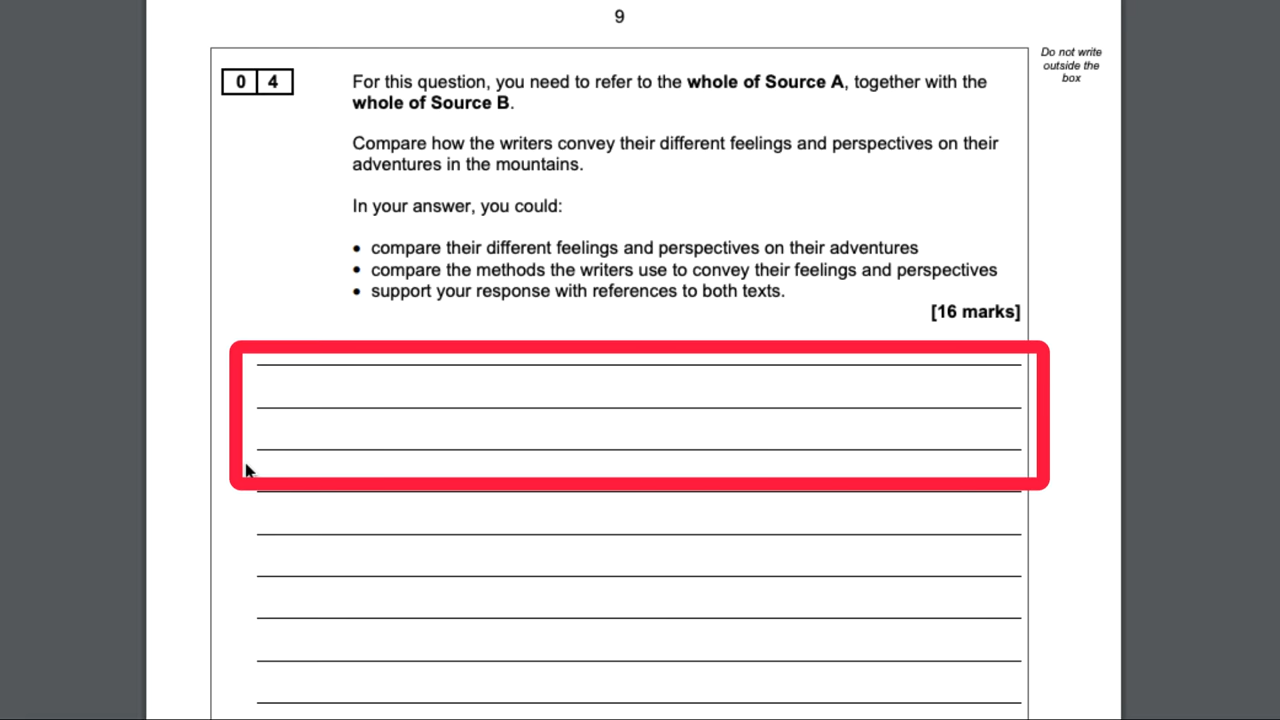 9
Do not write
outside the
box
0 4
For this question, you need to refer to the whole of Source A, together with the
whole of Source B.
Compare how the writers convey their different feelings and perspectives on their
adventures in the mountains.
In your answer, you could:
• compare their different feelings and perspectives on their adventures
• compare the methods the writers use to convey their feelings and perspectives
• support your response with references to both texts.
[16 marks]